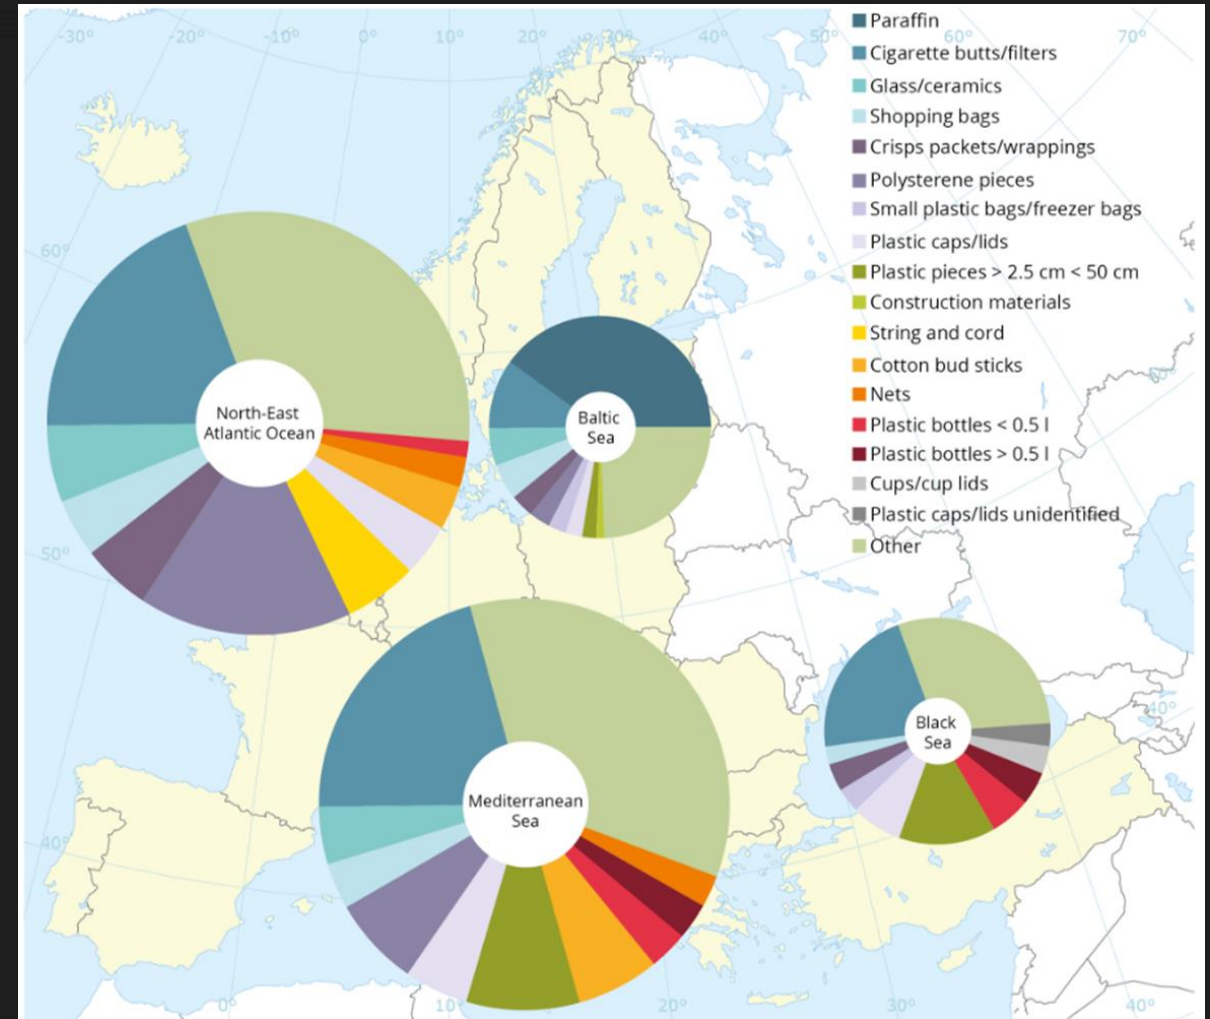 -30°
-20°
-10°
0°
10°
20°
30°
40°
50°
60°
70°
Paraffin
Cigarette butts/filters
Glass/ceramics
Shopping bags
Crisps packets/wrappings
Polysterene pieces
Small plastic bags/freezer bags
Plastic caps/lids
Plastic pieces > 2.5 cm < 50 cm
Construction materials
String and cord
Cotton bud sticks
Nets
Plastic bottles < 0.5 l
Plastic bottles > 0.5 l
Cups/cup lids
Plastic caps/lids unidentified
Other
60°
North-East
Atlantic Ocean
Baltic
Sea
50°
Black
Sea
40°
Mediterranean
Sea
40°
0°
10°
20°
30°
40°